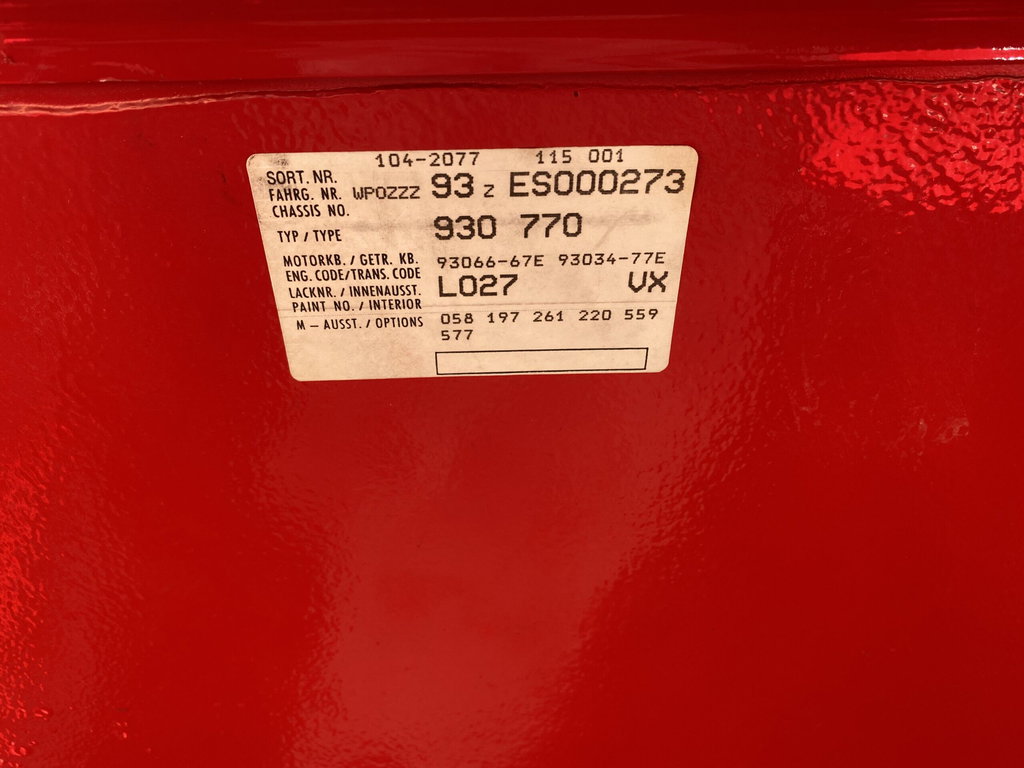 104-2077 115 001
SORT. NR.
FAHRG. NR. WPOZZZ 93 Z ES000273
CHASSIS NO.
TYP / TYPE 930 770
MOTORKB. / GETR. KB. 93066-67E 93034-77E
ENG. CODE/TRANS. CODE
LACKNR. / INNENAUSST. L027 VX
PAINT NO. / INTERIOR
M – AUSST. / OPTIONS 058 197 261 220 559
577